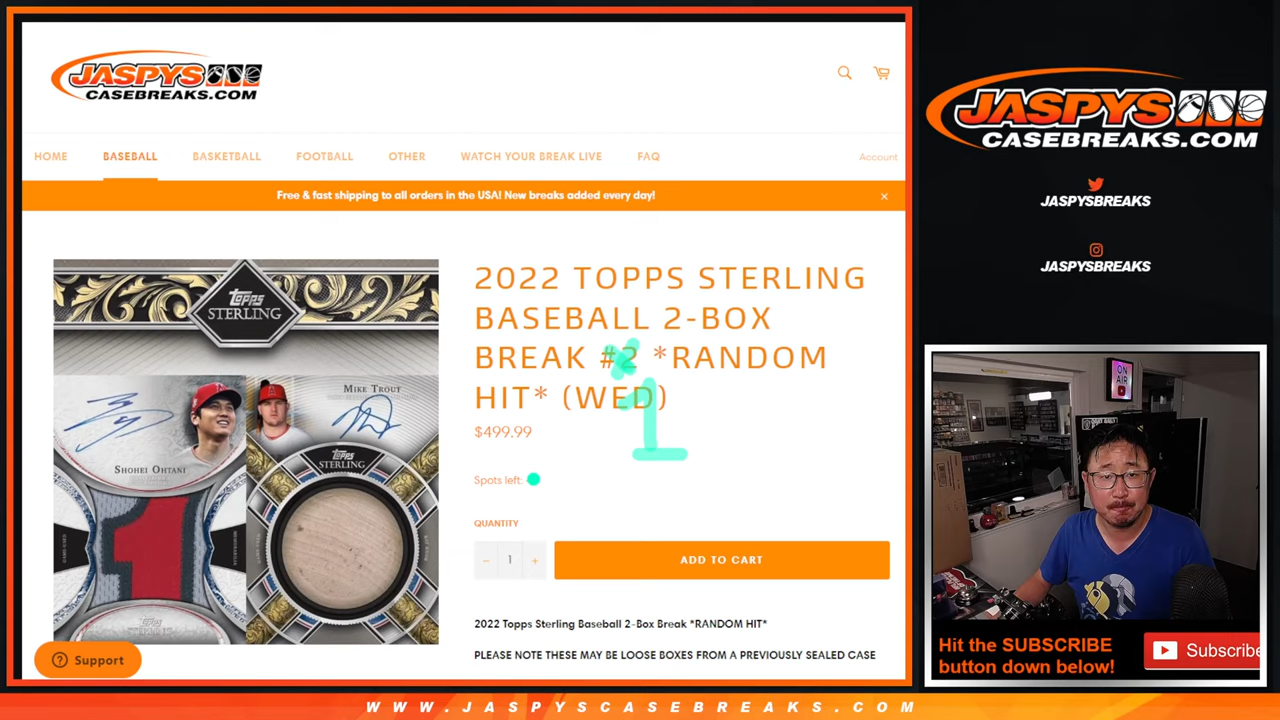 JASPYS
CASEBREAKS.COM
HOME BASEBALL BASKETBALL FOOTBALL OTHER WATCH YOUR BREAK LIVE FAQ Account
Free & fast shipping to all orders in the USA! New breaks added every day! ×
topps
STERLING
SHOHEI OHTANI
MIKE TROUT
topps
STERLING
2022 TOPPS STERLING
BASEBALL 2-BOX
BREAK #2 *RANDOM
HIT* (WED)
1
$499.99
Spots left:
QUANTITY
− 1 + ADD TO CART
2022 Topps Sterling Baseball 2-Box Break *RANDOM HIT*
PLEASE NOTE THESE MAY BE LOOSE BOXES FROM A PREVIOUSLY SEALED CASE
Support
JASPYS
CASEBREAKS.COM
JASPYSBREAKS
JASPYSBREAKS
ON
AIR
Hit the SUBSCRIBE
button down below!
Subscribe
WWW.JASPYSCASEBREAKS.COM